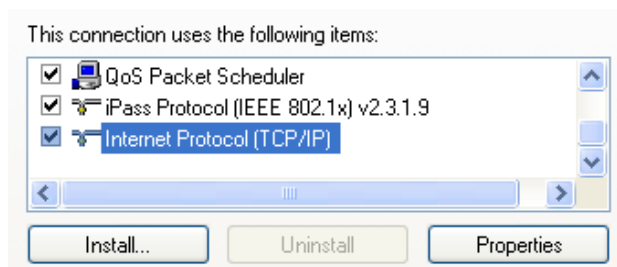 This connection uses the following items:
QoS Packet Scheduler
iPass Protocol (IEEE 802.1x) v2.3.1.9
Internet Protocol (TCP/IP)
Install... Uninstall Properties